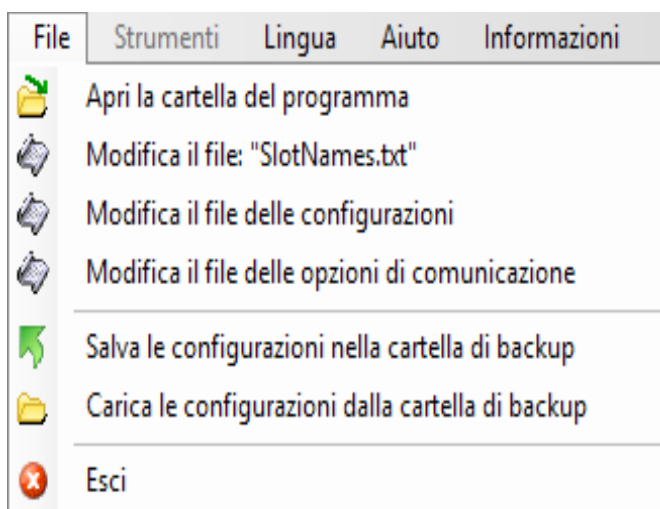 File Strumenti Lingua Aiuto Informazioni
Apri la cartella del programma
Modifica il file: "SlotNames.txt"
Modifica il file delle configurazioni
Modifica il file delle opzioni di comunicazione
Salva le configurazioni nella cartella di backup
Carica le configurazioni dalla cartella di backup
Esci